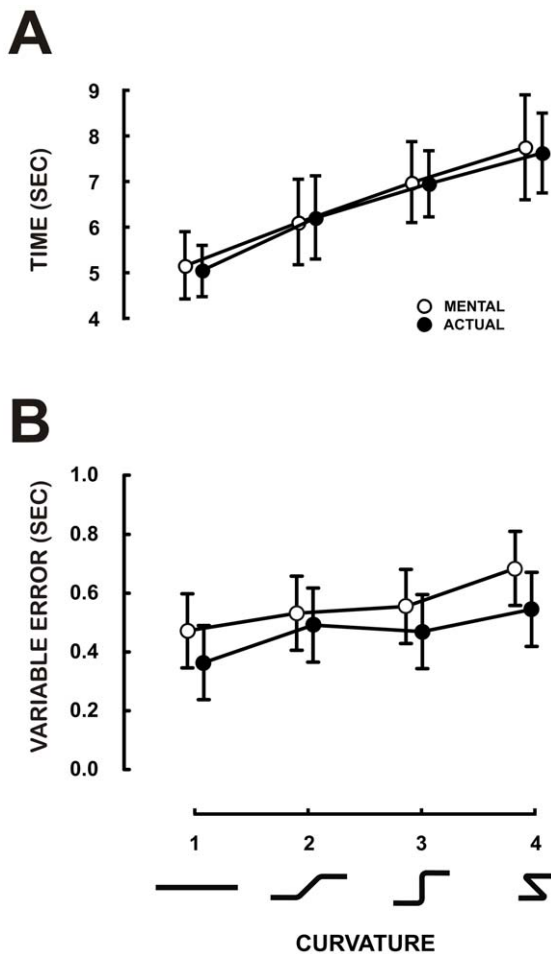 A
TIME (SEC)
9
8
7
6
5
4
MENTAL
ACTUAL
B
VARIABLE ERROR (SEC)
1.0
0.8
0.6
0.4
0.2
0.0
1 2 3 4
CURVATURE